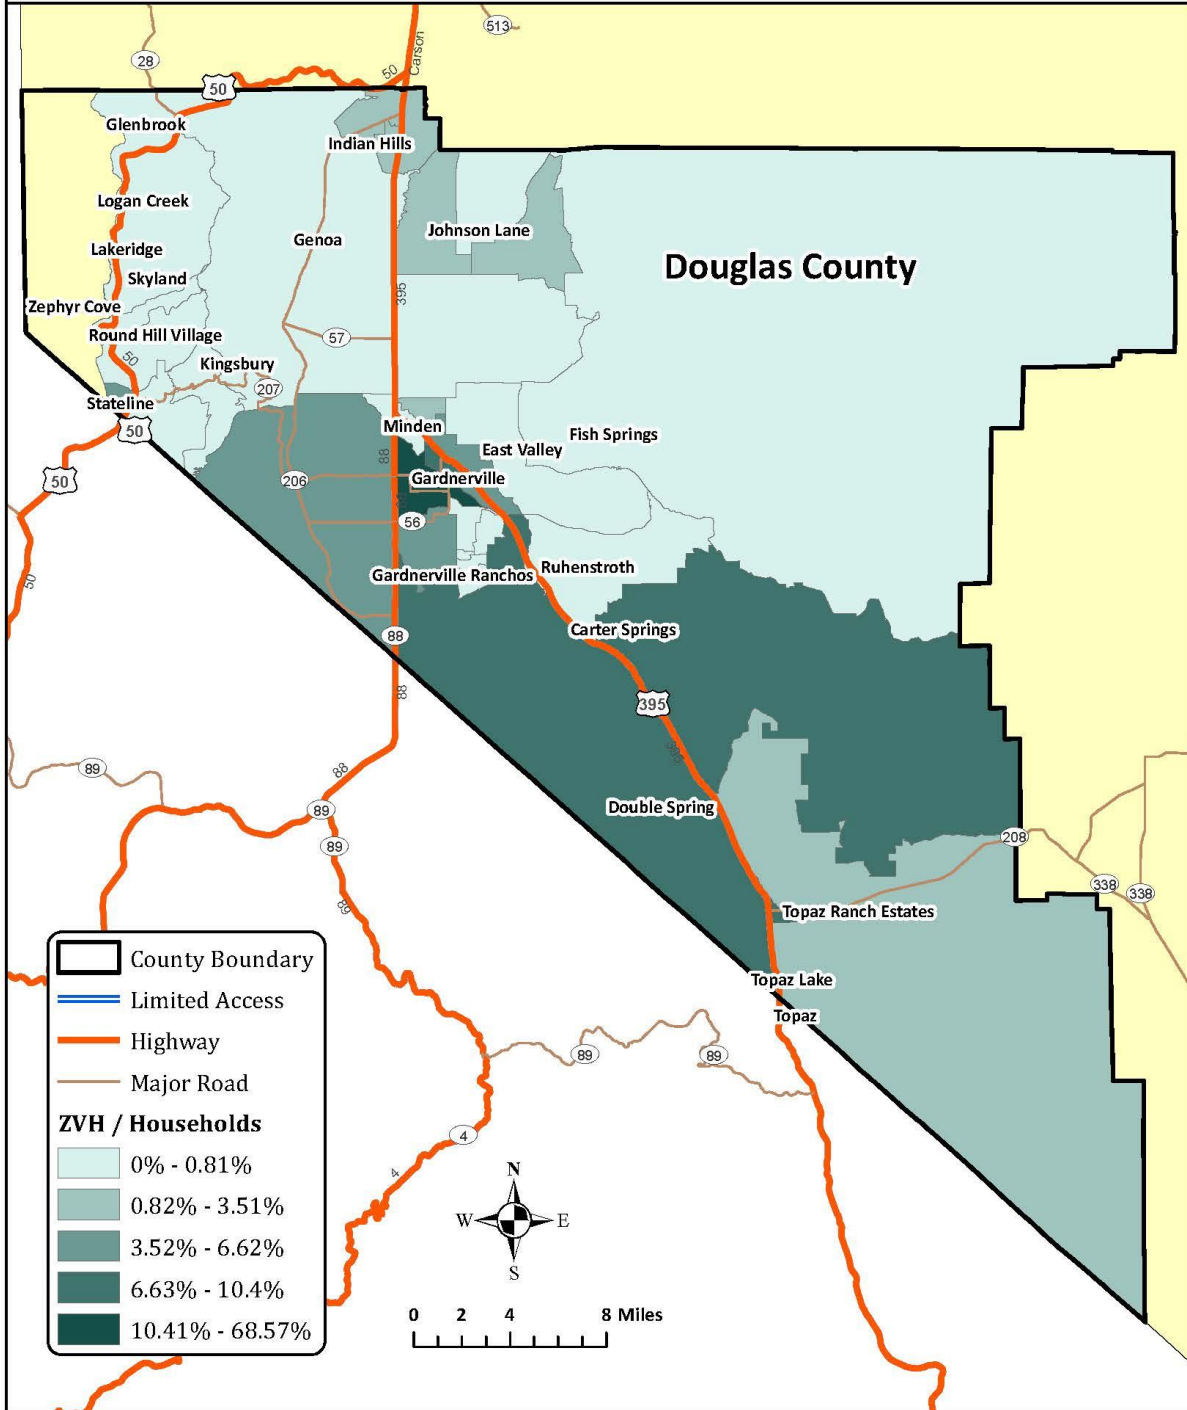 513
Carson
28
50
50
Glenbrook
Indian Hills
Logan Creek
Johnson Lane
Genoa
Lakeridge
Douglas County
Skyland
395
Zephyr Cove
Round Hill Village
57
50
Kingsbury
207
Stateline
50
Minden
Fish Springs
East Valley
88
50
206
Gardnerville
56
50
Gardnerville Ranchos
Ruhenstroth
Carter Springs
88
88
395
395
89
88
Double Spring
89
208
89
338
338
89
Topaz Ranch Estates
Topaz Lake
Topaz
89
89
4
4
County Boundary
Limited Access
Highway
Major Road
ZVH / Households
0% - 0.81%
0.82% - 3.51%
3.52% - 6.62%
6.63% - 10.4%
10.41% - 68.57%
N
W
E
S
0 2 4 8 Miles